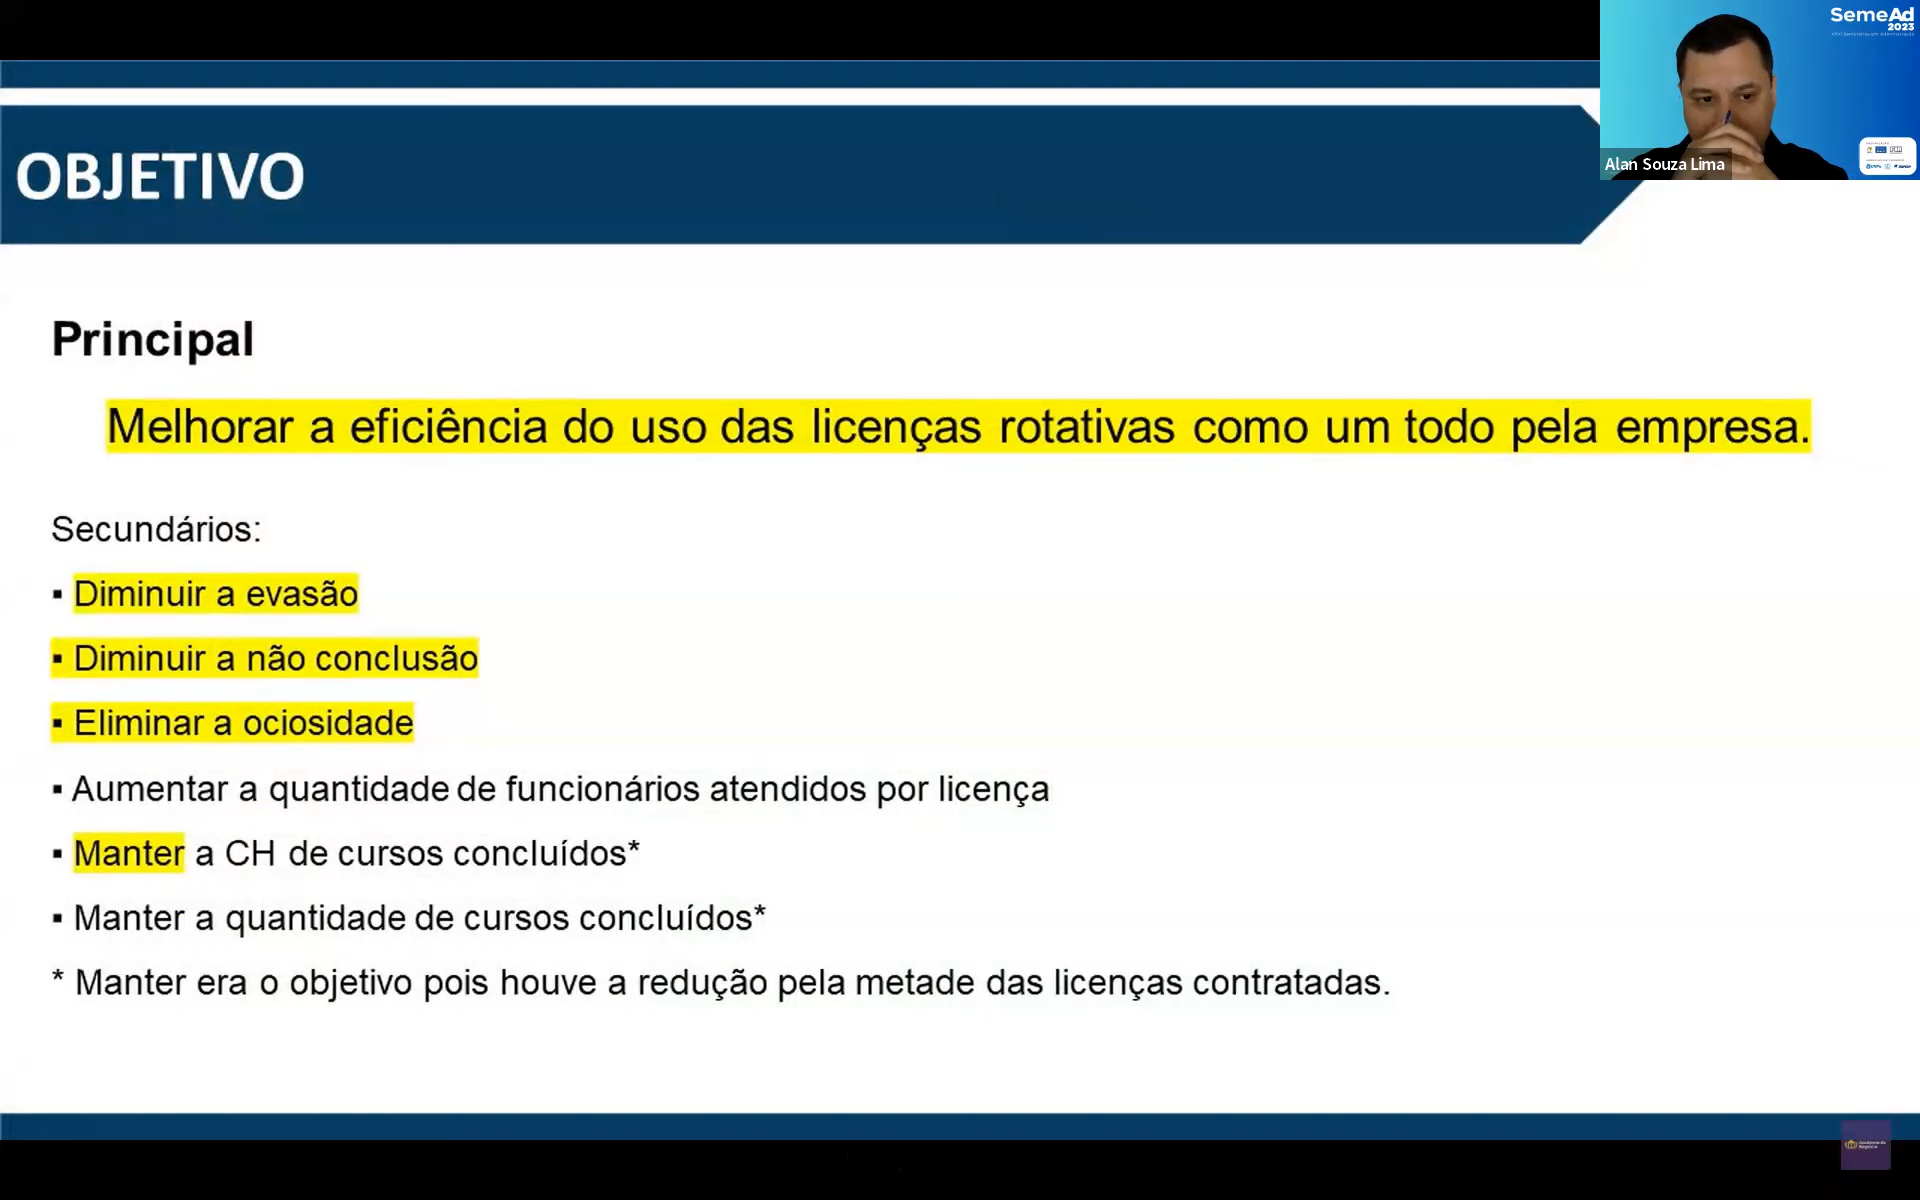 SemeAd
2023
OBJETIVO
Alan Souza Lima
Principal
Melhorar a eficiência do uso das licenças rotativas como um todo pela empresa.
Secundários:
▪ Diminuir a evasão
▪ Diminuir a não conclusão
▪ Eliminar a ociosidade
▪ Aumentar a quantidade de funcionários atendidos por licença
▪ Manter a CH de cursos concluídos*
▪ Manter a quantidade de cursos concluídos*
* Manter era o objetivo pois houve a redução pela metade das licenças contratadas.